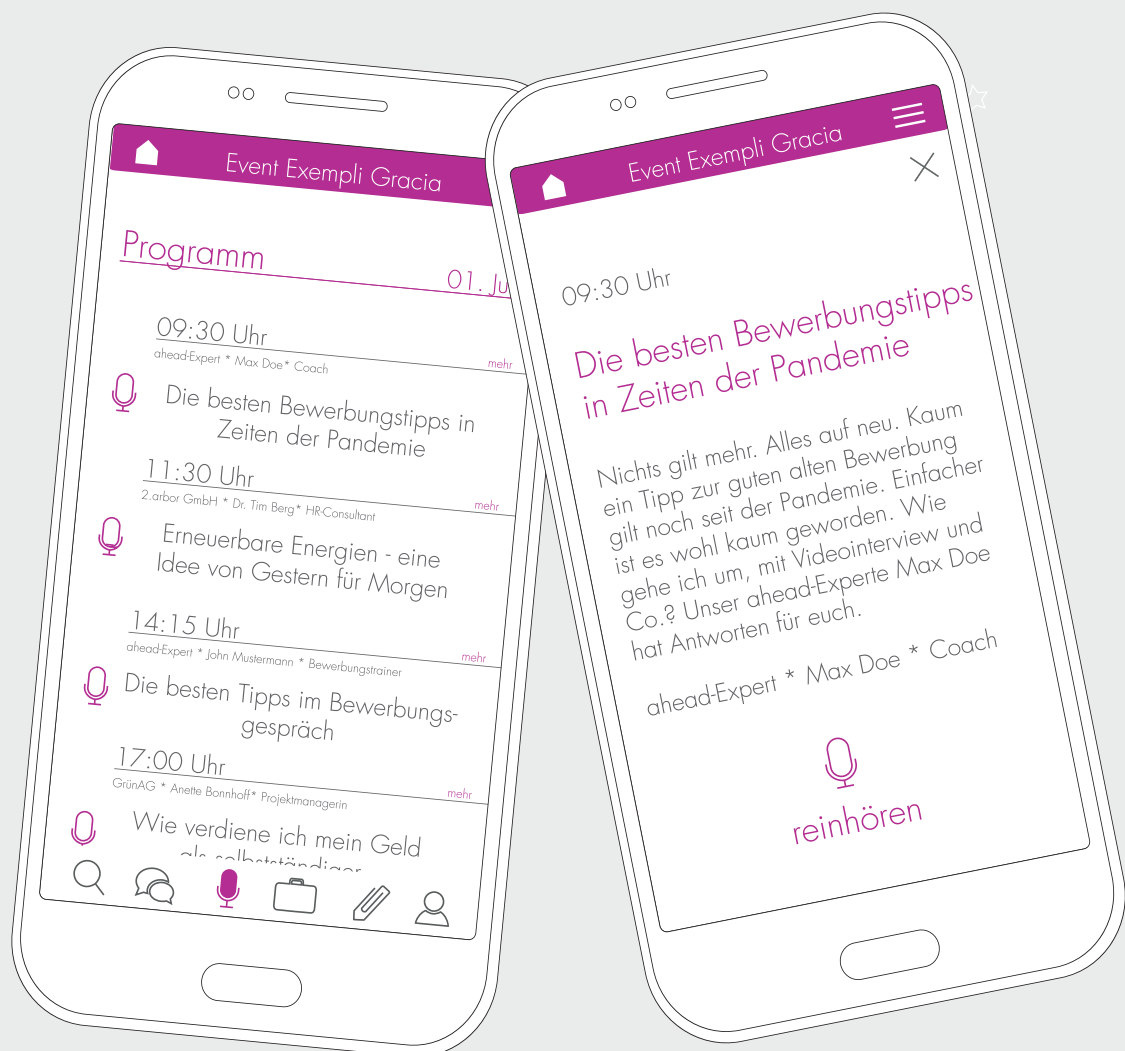 Event Exempli Gracia
Programm
01.
09:30 Uhr
mehr
ahead-Expert * Max Doe* Coach
Die besten Bewerbungstipps in
Zeiten der Pandemie
11:30 Uhr
mehr
2.arbor GmbH * Dr. Tim Berg* HR-Consultant
Erneuerbare Energien - eine
Idee von Gestern für Morgen
14:15 Uhr
mehr
ahead-Expert * John Mustermann * Bewerbungstrainer
Die besten Tipps im Bewerbungs-
gespräch
17:00 Uhr
mehr
GrünAG * Anette Bonnhoff* Projektmanagerin
Wie verdiene ich mein Geld
als selbstständiger
Event Exempli Gracia
09:30 Uhr
Die besten Bewerbungstipps
in Zeiten der Pandemie
Nichts gilt mehr. Alles auf neu. Kaum
ein Tipp zur guten alten Bewerbung
gilt noch seit der Pandemie. Einfacher
ist es wohl kaum geworden. Wie
gehe ich um, mit Videointerview und
Co.? Unser ahead-Experte Max Doe
hat Antworten für euch.
ahead-Expert * Max Doe * Coach
reinhören